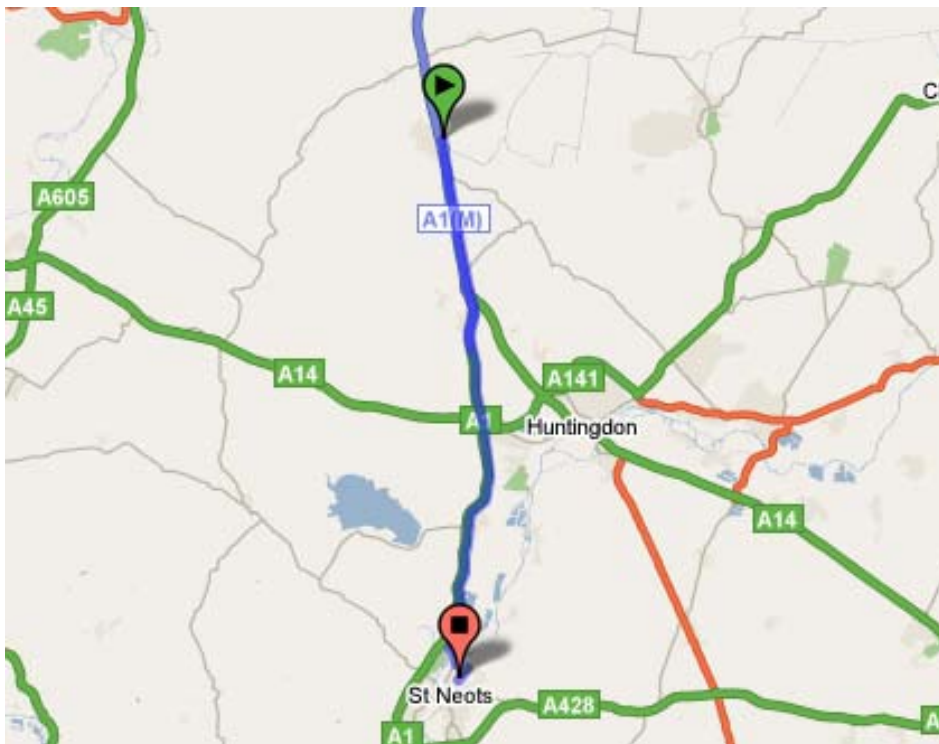 C
A605
A1(M)
A45
A14
A141
A1
Huntingdon
A14
St Neots
A428
A1
A